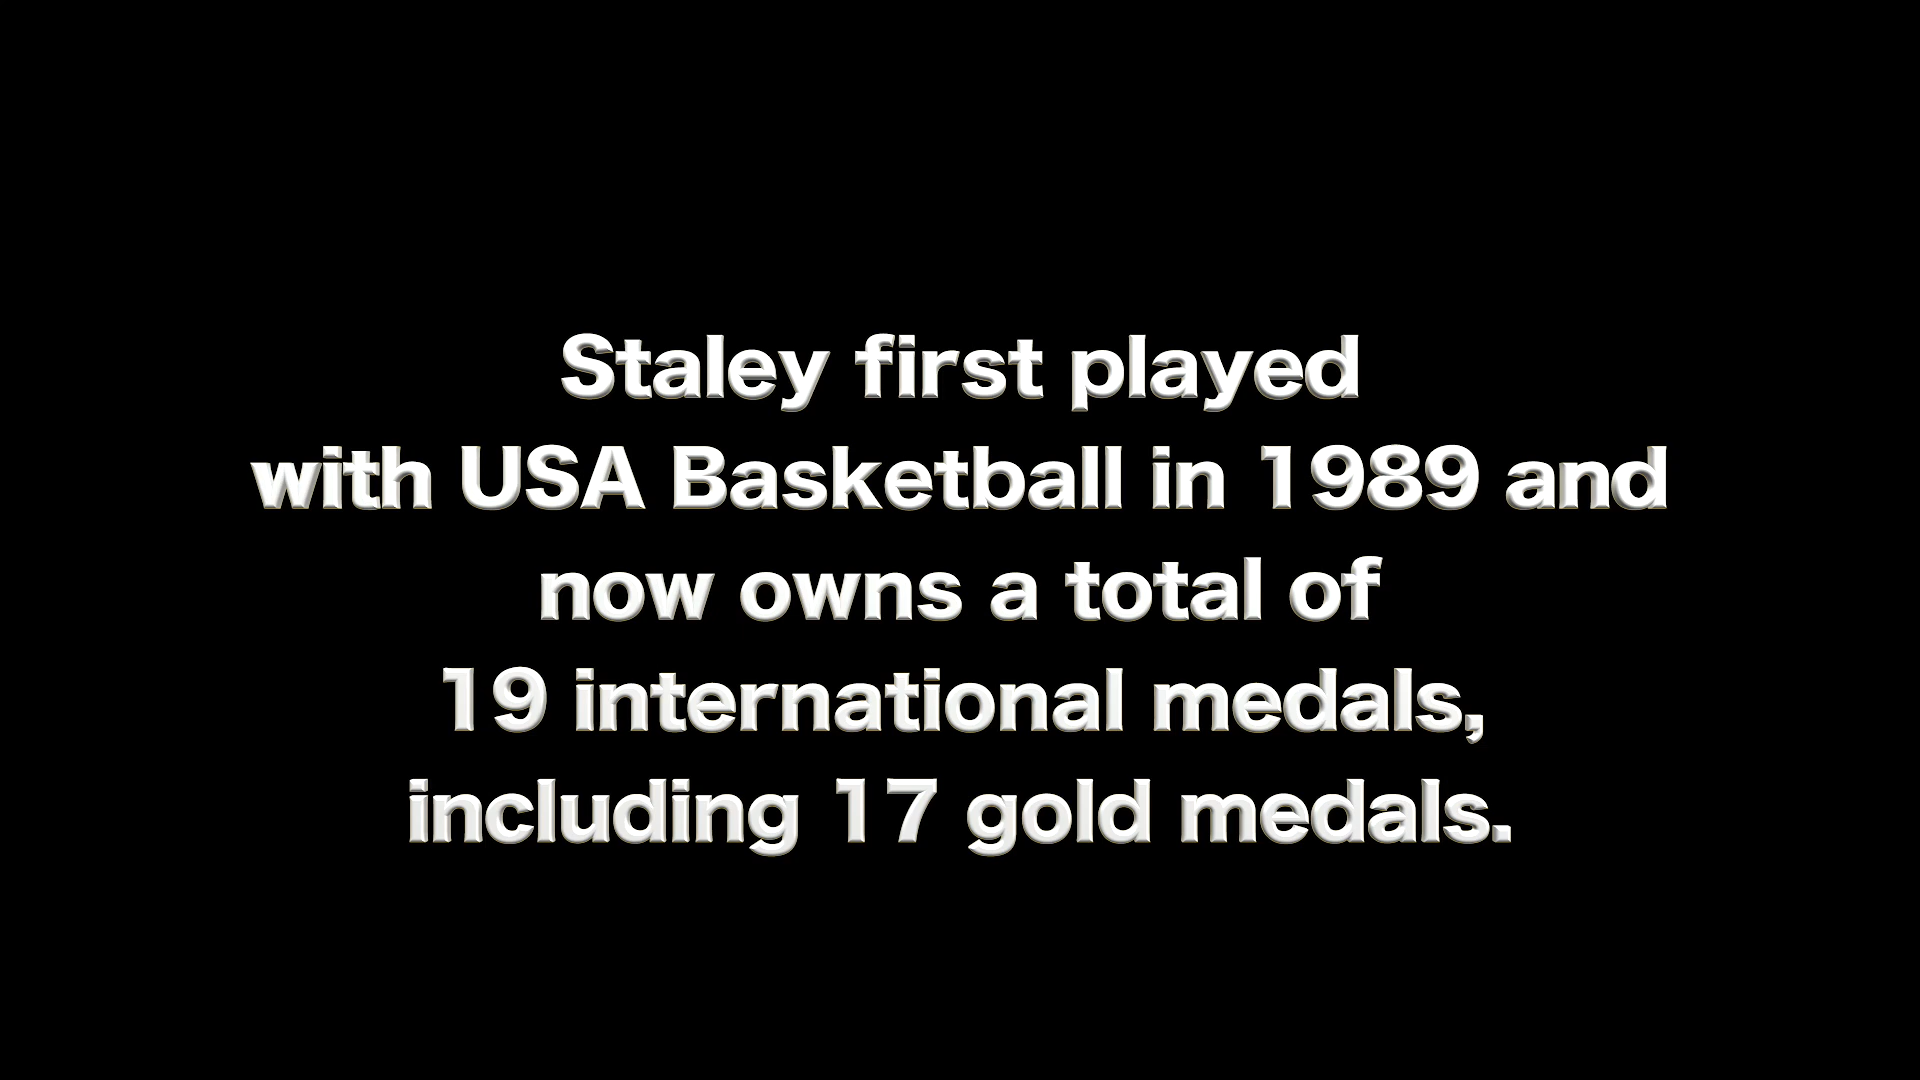 Staley first played
with USA Basketball in 1989 and
now owns a total of
19 international medals,
including 17 gold medals.